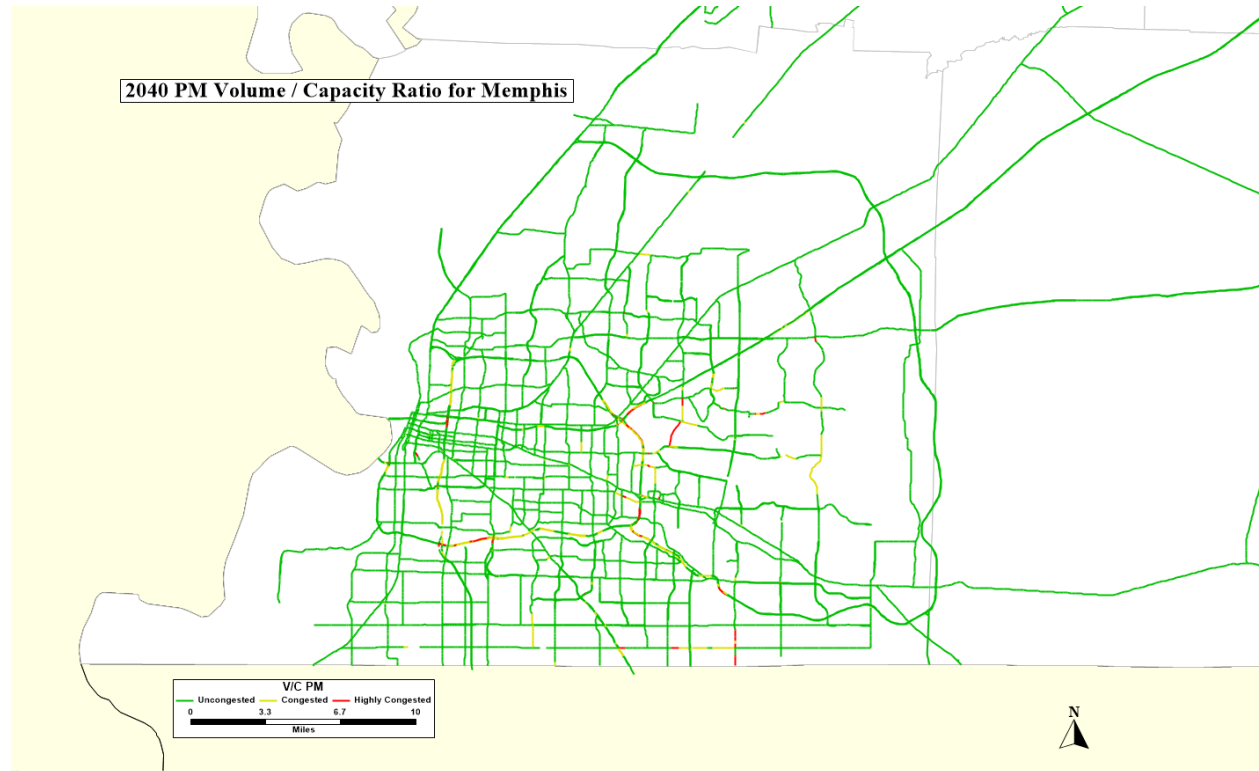 2040 PM Volume / Capacity Ratio for Memphis
V/C PM
Uncongested Congested Highly Congested
0 3.3 6.7 10
Miles
N